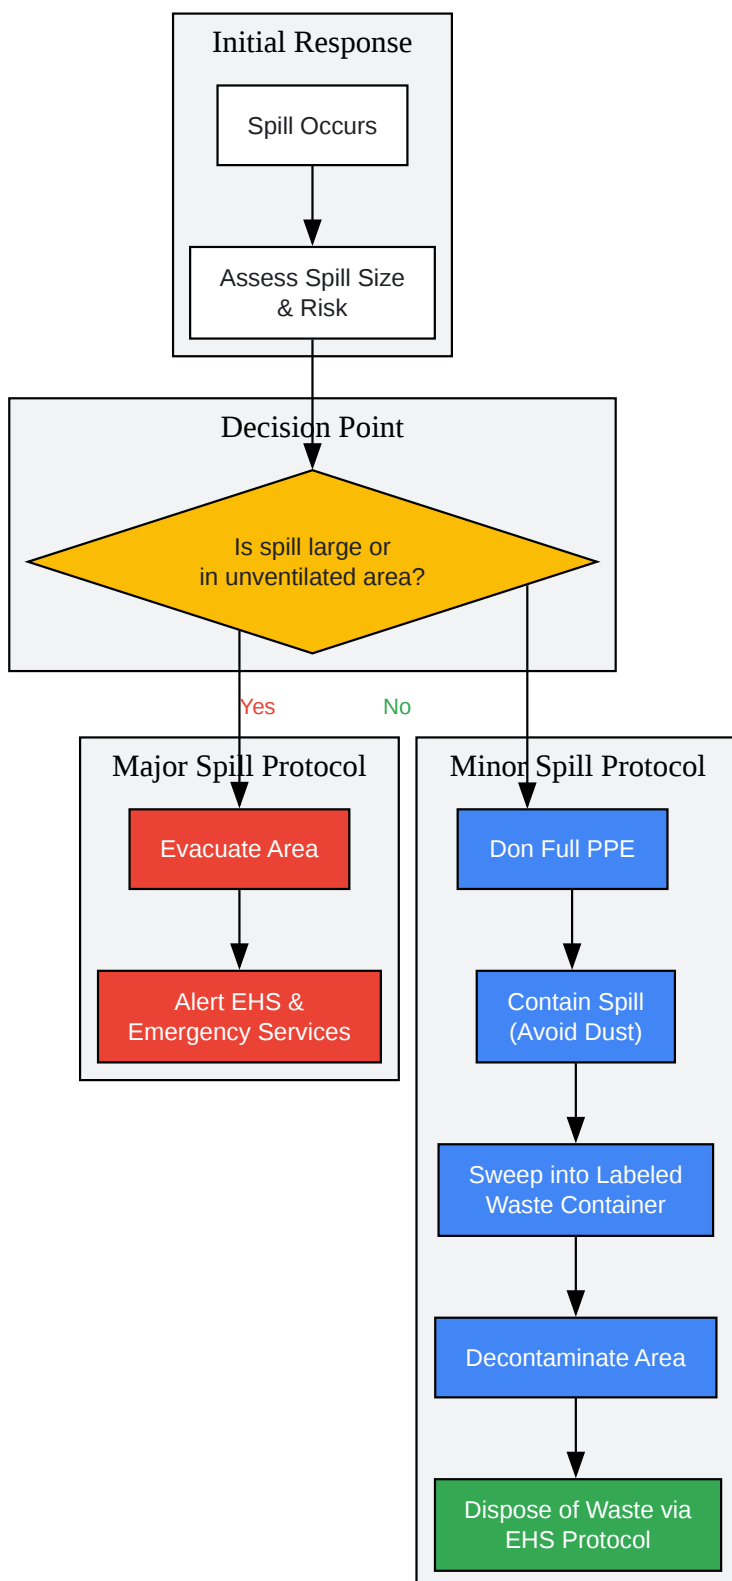 Initial Response
Spill Occurs
Assess Spill Size
& Risk
Decision Point
Is spill large or
in unventilated area?
Yes
No
Major Spill Protocol
Evacuate Area
Alert EHS &
Emergency Services
Minor Spill Protocol
Don Full PPE
Contain Spill
(Avoid Dust)
Sweep into Labeled
Waste Container
Decontaminate Area
Dispose of Waste via
EHS Protocol